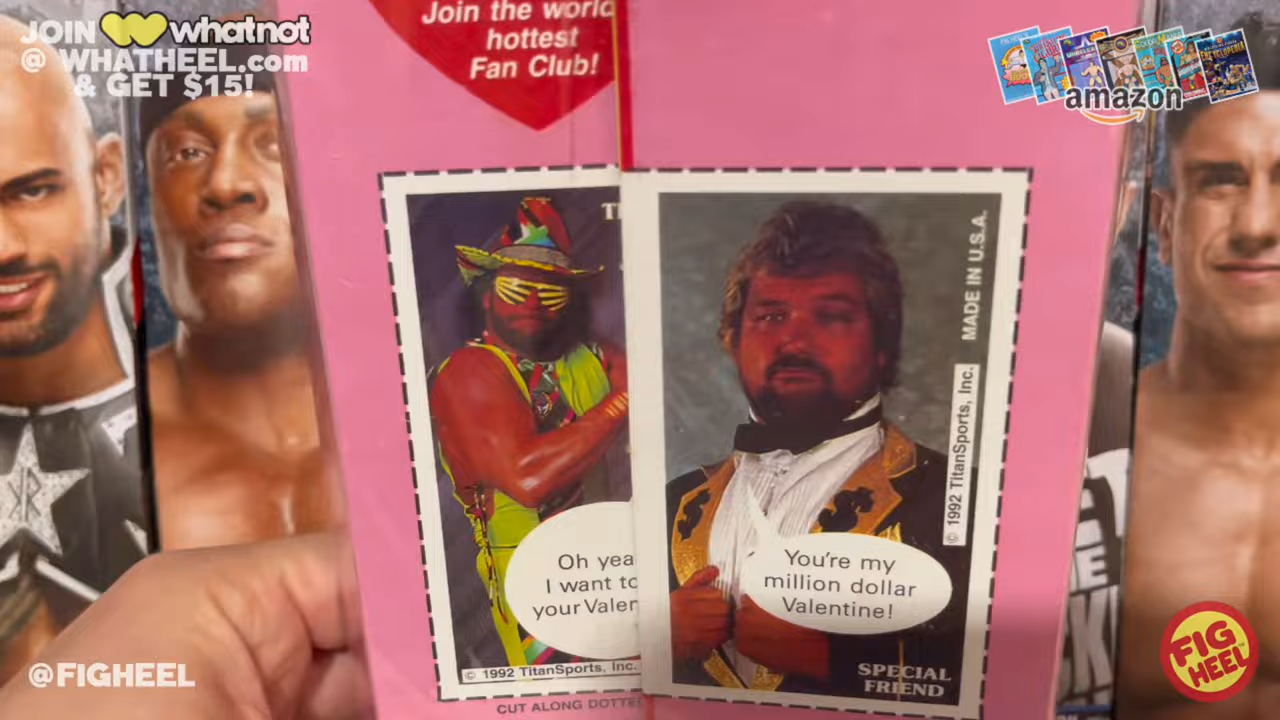 JOIN whatnot
@ WHATHEEL.com
& GET $15!
Join the world
hottest
Fan Club!
amazon
ENCYCLOPEDIA
MADE IN U.S.A.
© 1992 TitanSports, Inc.
Oh yea
I want to
your Valen
You're my
million dollar
Valentine!
SPECIAL
FRIEND
© 1992 TitanSports, Inc.
CUT ALONG DOTTE
@FIGHEEL
FIG
HEEL